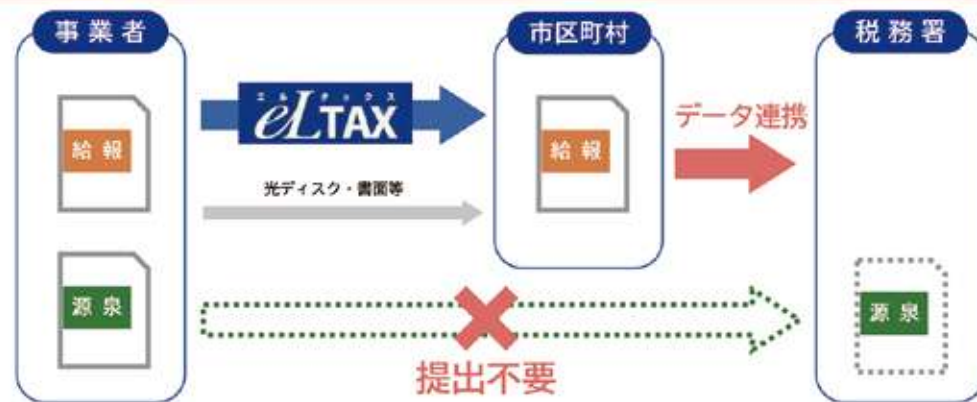 事業者
市区町村
税務署
エルタックス
eLTAX
給報
給報
データ連携
光ディスク・書面等
源泉
源泉
提出不要